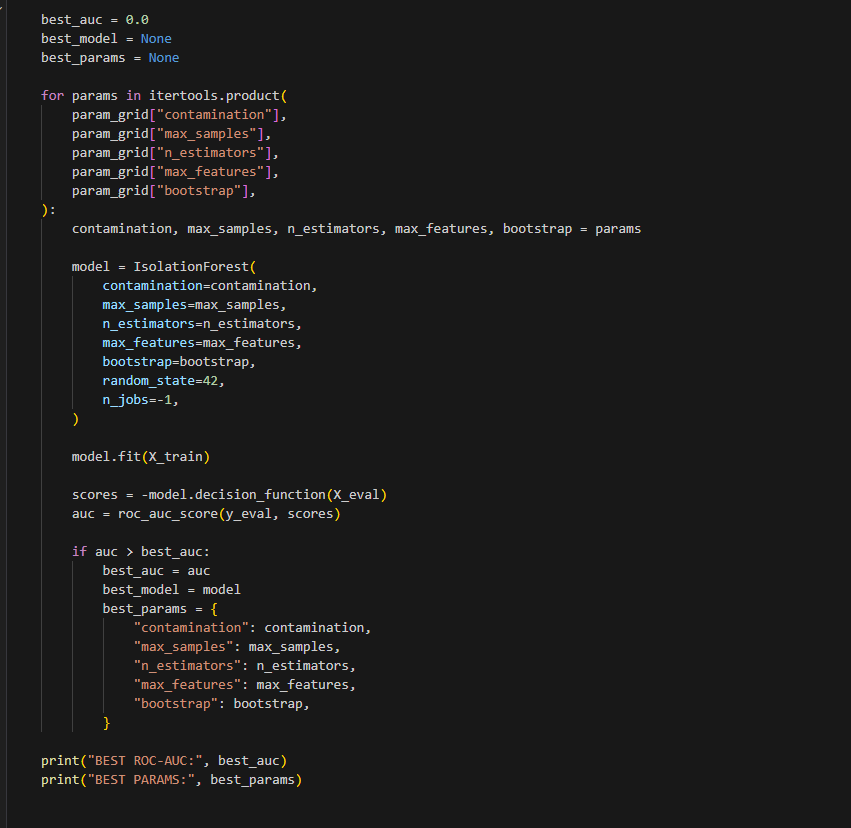 best_auc = 0.0
best_model = None
best_params = None
for params in itertools.product(
param_grid["contamination"],
param_grid["max_samples"],
param_grid["n_estimators"],
param_grid["max_features"],
param_grid["bootstrap"],
):
contamination, max_samples, n_estimators, max_features, bootstrap = params
model = IsolationForest(
contamination=contamination,
max_samples=max_samples,
n_estimators=n_estimators,
max_features=max_features,
bootstrap=bootstrap,
random_state=42,
n_jobs=-1,
)
model.fit(X_train)
scores = -model.decision_function(X_eval)
auc = roc_auc_score(y_eval, scores)
if auc > best_auc:
best_auc = auc
best_model = model
best_params = {
"contamination": contamination,
"max_samples": max_samples,
"n_estimators": n_estimators,
"max_features": max_features,
"bootstrap": bootstrap,
}
print("BEST ROC-AUC:", best_auc)
print("BEST PARAMS:", best_params)